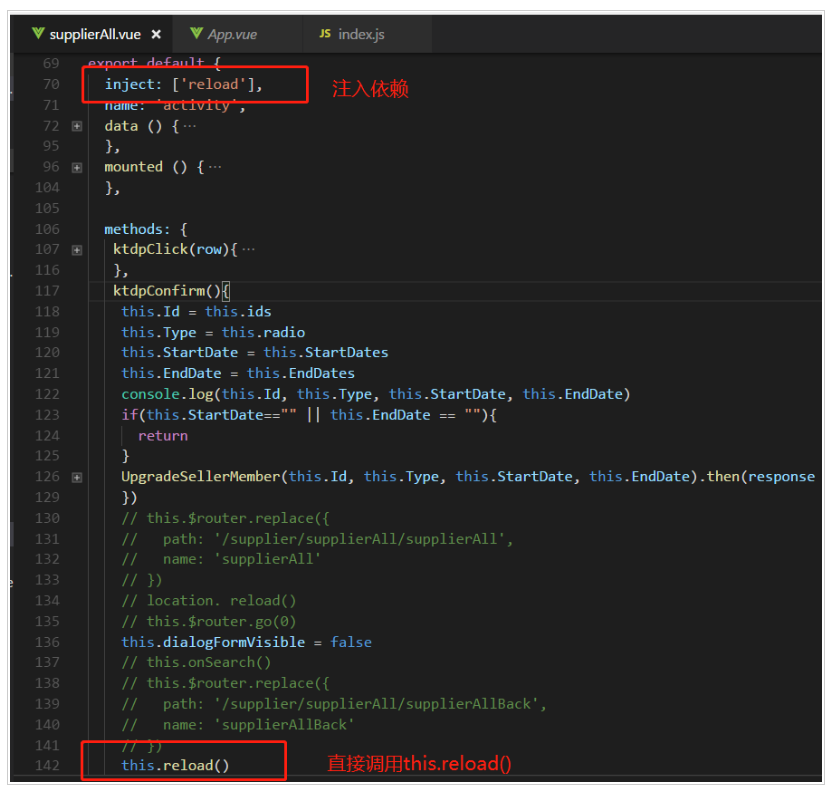 supplierAll.vue × App.vue JS index.js
69 export default {
70 inject: ['reload'], 注入依赖
71 name: 'activity',
72 data () {···
95 },
96 mounted () {···
104 },
105
106 methods: {
107 ktdpClick(row){···
116 },
117 ktdpConfirm(){
118 this.Id = this.ids
119 this.Type = this.radio
120 this.StartDate = this.StartDates
121 this.EndDate = this.EndDates
122 console.log(this.Id, this.Type, this.StartDate, this.EndDate)
123 if(this.StartDate=="" || this.EndDate == ""){
124 return
125 }
126 UpgradeSellerMember(this.Id, this.Type, this.StartDate, this.EndDate).then(response
129 })
130 // this.$router.replace({
131 // path: '/supplier/supplierAll/supplierAll',
132 // name: 'supplierAll'
133 // })
134 // location. reload()
135 // this.$router.go(0)
136 this.dialogFormVisible = false
137 // this.onSearch()
138 // this.$router.replace({
139 // path: '/supplier/supplierAll/supplierAllBack',
140 // name: 'supplierAllBack'
141 // })
142 this.reload() 直接调用this.reload()